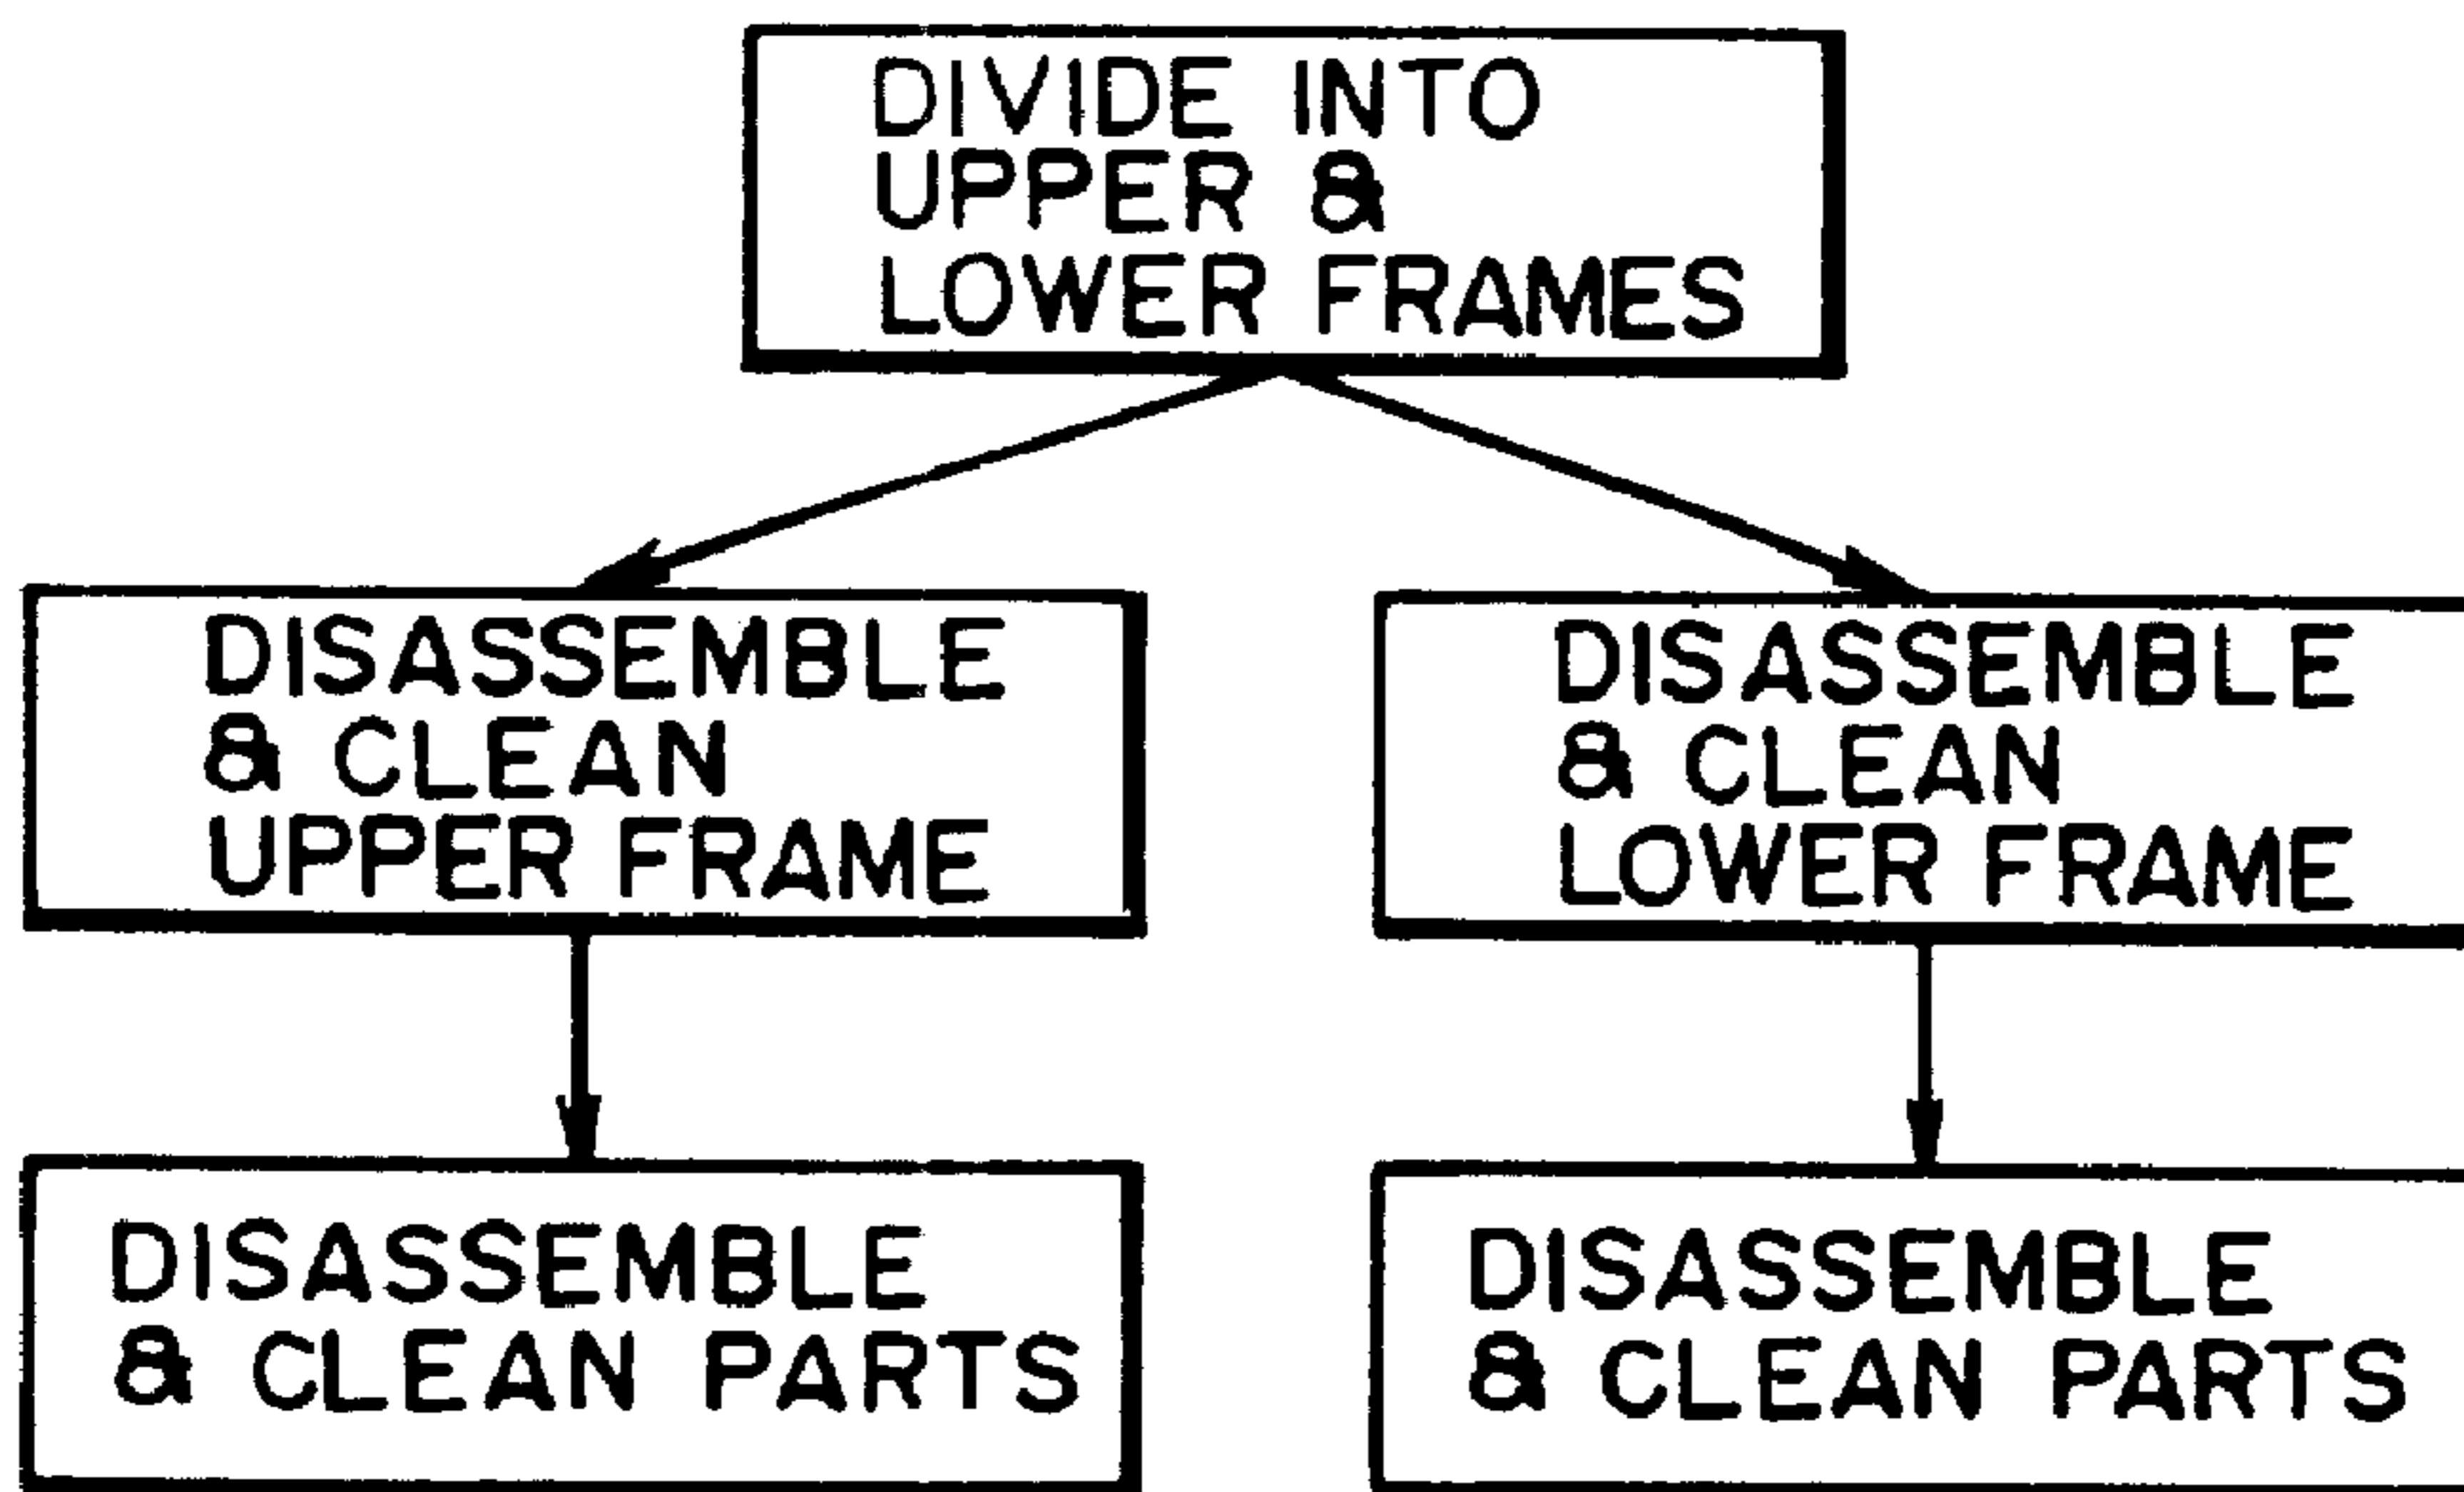 DIVIDE INTO
UPPER &
LOWER FRAMES
DISASSEMBLE
& CLEAN
UPPER FRAME
DISASSEMBLE
& CLEAN
LOWER FRAME
DISASSEMBLE
& CLEAN PARTS
DISASSEMBLE
& CLEAN PARTS